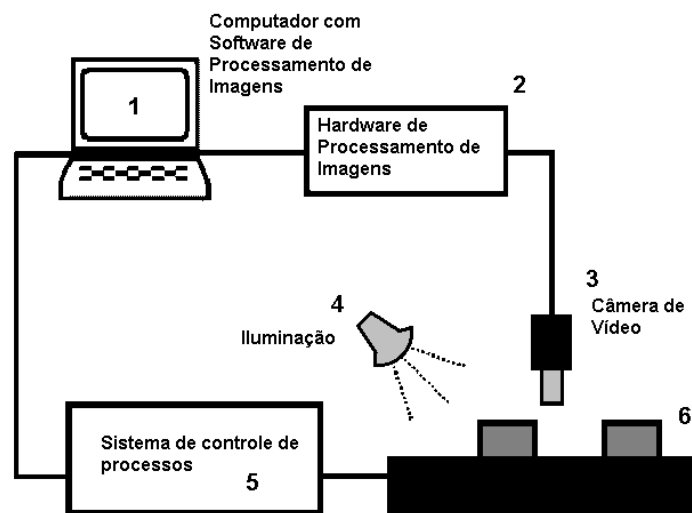 Computador com
Software de
Processamento de
Imagens
1
2
Hardware de
Processamento de
Imagens
3
Câmera de
Vídeo
4
Iluminação
6
Sistema de controle de
processos
5